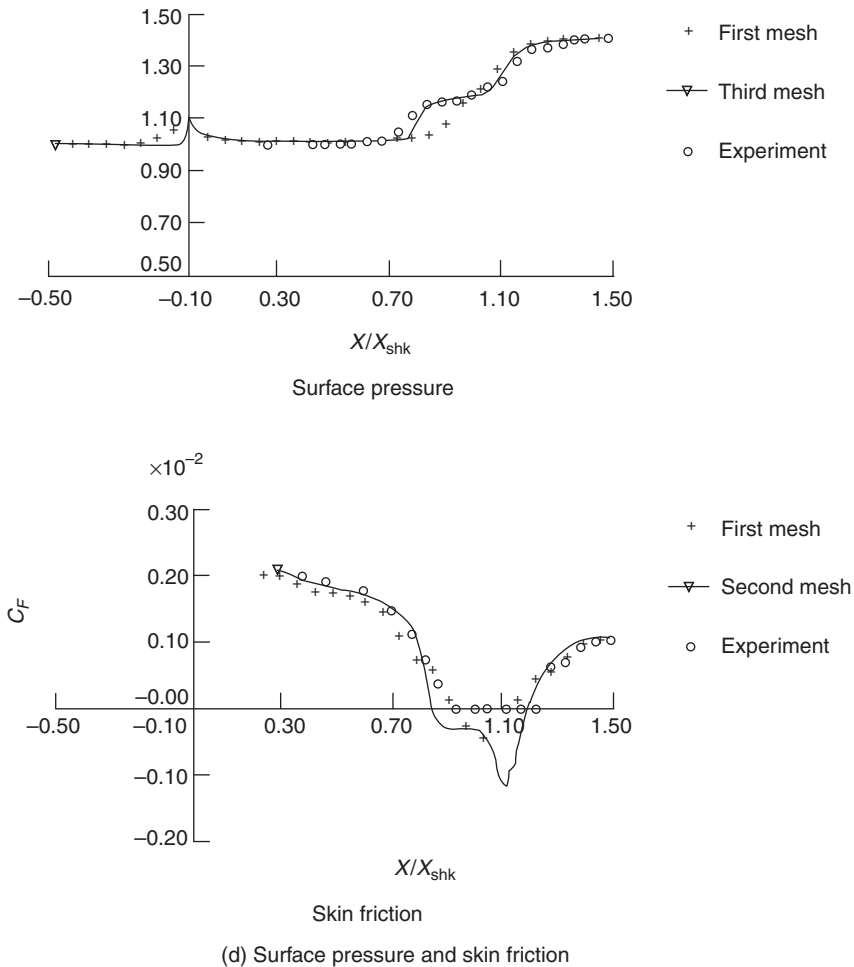 1.50
1.30
1.10
0.90
0.70
0.50
−0.50 −0.10 0.30 0.70 1.10 1.50
X/Xshk
First mesh
Third mesh
Experiment
Surface pressure
×10−2
0.30
0.20
0.10
−0.00
−0.50 −0.10 0.30 0.70 1.10 1.50
−0.10
−0.20
CF
X/Xshk
First mesh
Second mesh
Experiment
Skin friction
(d) Surface pressure and skin friction